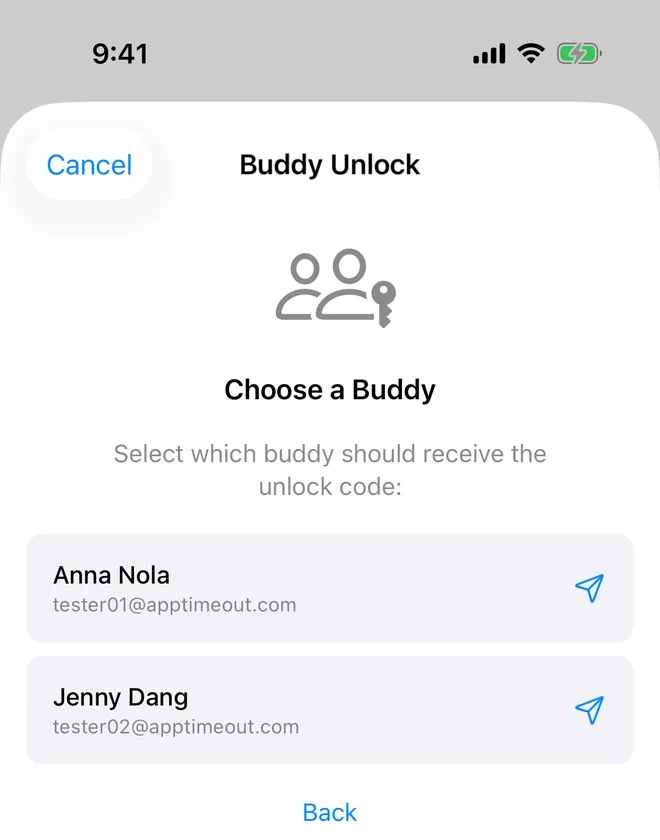 9:41
Cancel
Buddy Unlock
Choose a Buddy
Select which buddy should receive the
unlock code:
Anna Nola
tester01@apptimeout.com
Jenny Dang
tester02@apptimeout.com
Back